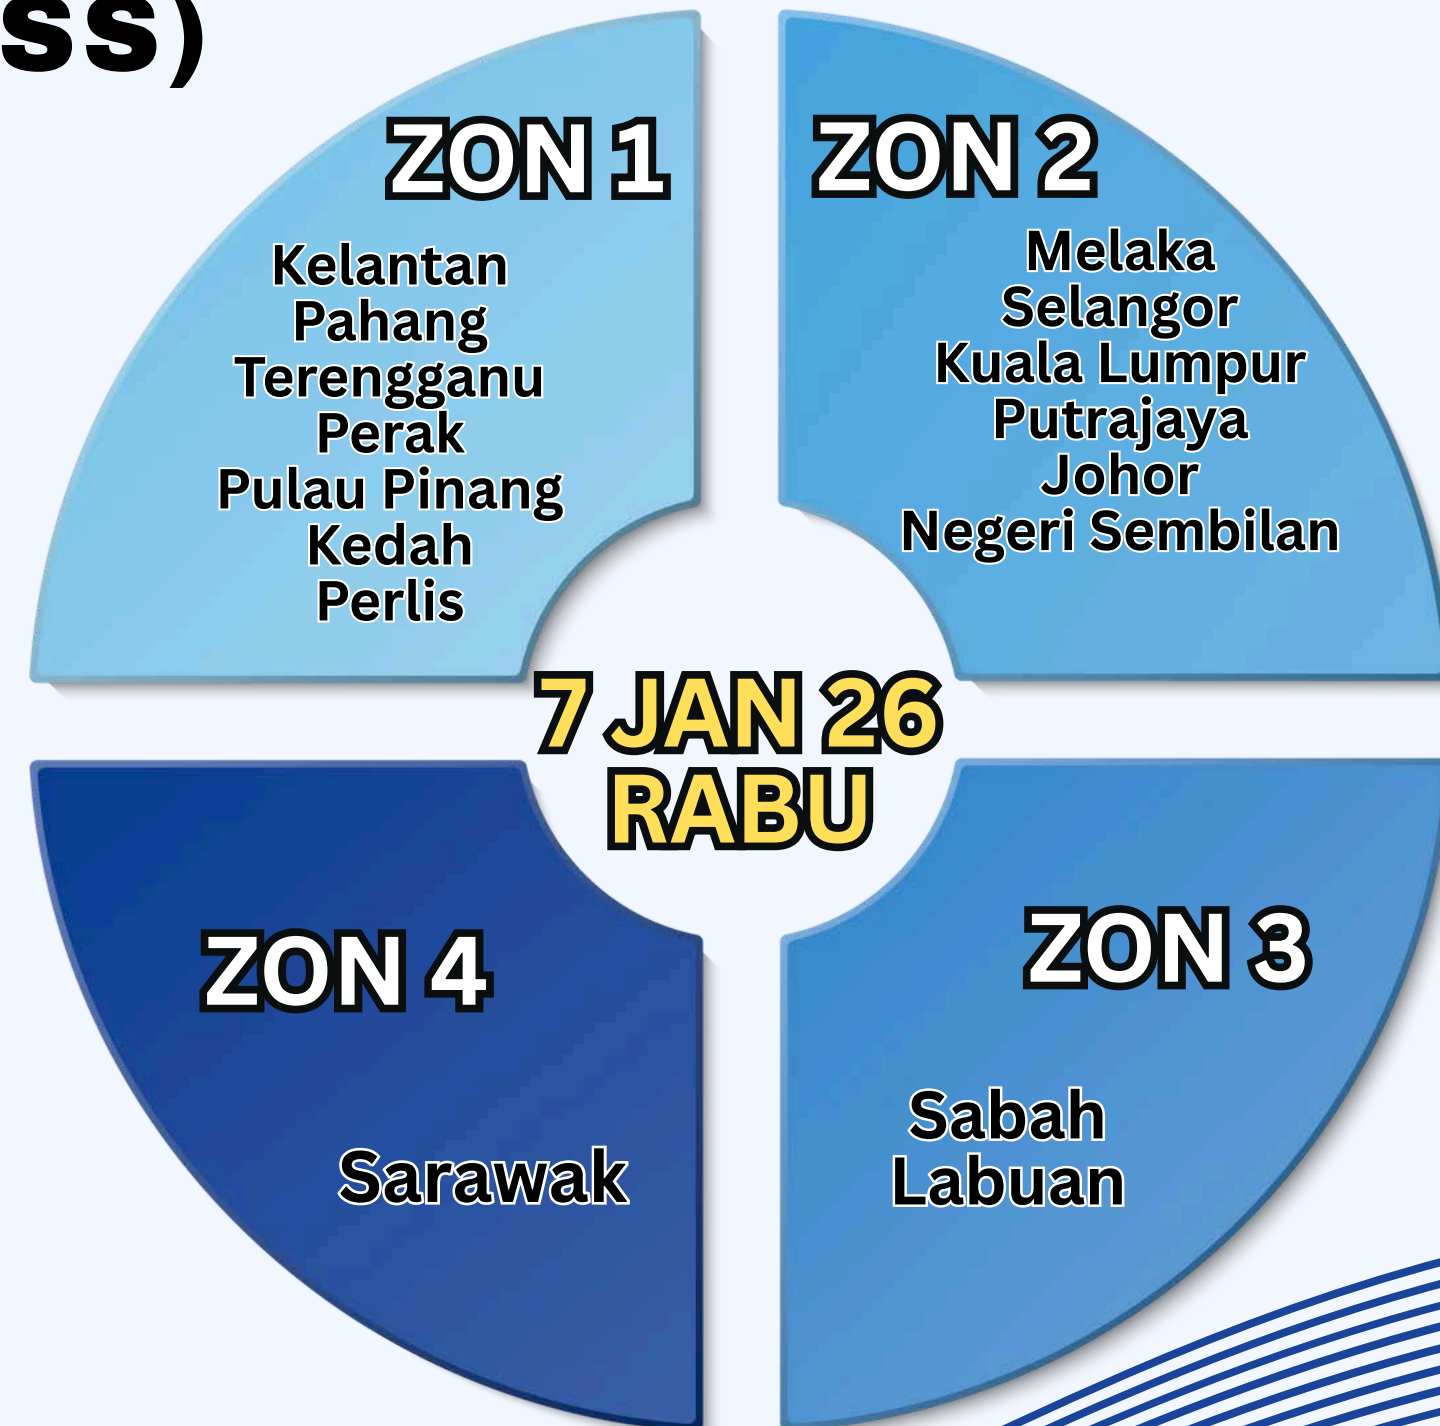 SS)
ZON 1
Kelantan
Pahang
Terengganu
Perak
Pulau Pinang
Kedah
Perlis
ZON 2
Melaka
Selangor
Kuala Lumpur
Putrajaya
Johor
Negeri Sembilan
7 JAN 26
RABU
ZON 4
Sarawak
ZON 3
Sabah
Labuan